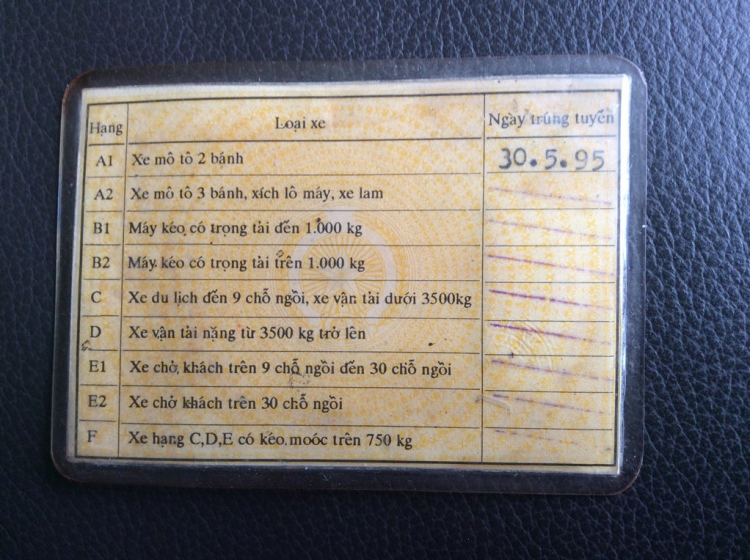 Hạng Loại xe Ngày trúng tuyển
A1 Xe mô tô 2 bánh 30.5.95
A2 Xe mô tô 3 bánh, xích lô máy, xe lam
B1 Máy kéo có trọng tải đến 1.000 kg
B2 Máy kéo có trọng tải trên 1.000 kg
C Xe du lịch đến 9 chỗ ngồi, xe vận tải dưới 3500kg
D Xe vận tải nặng từ 3500 kg trở lên
E1 Xe chở khách trên 9 chỗ ngồi đến 30 chỗ ngồi
E2 Xe chở khách trên 30 chỗ ngồi
F Xe hạng C,D,E có kéo moóc trên 750 kg